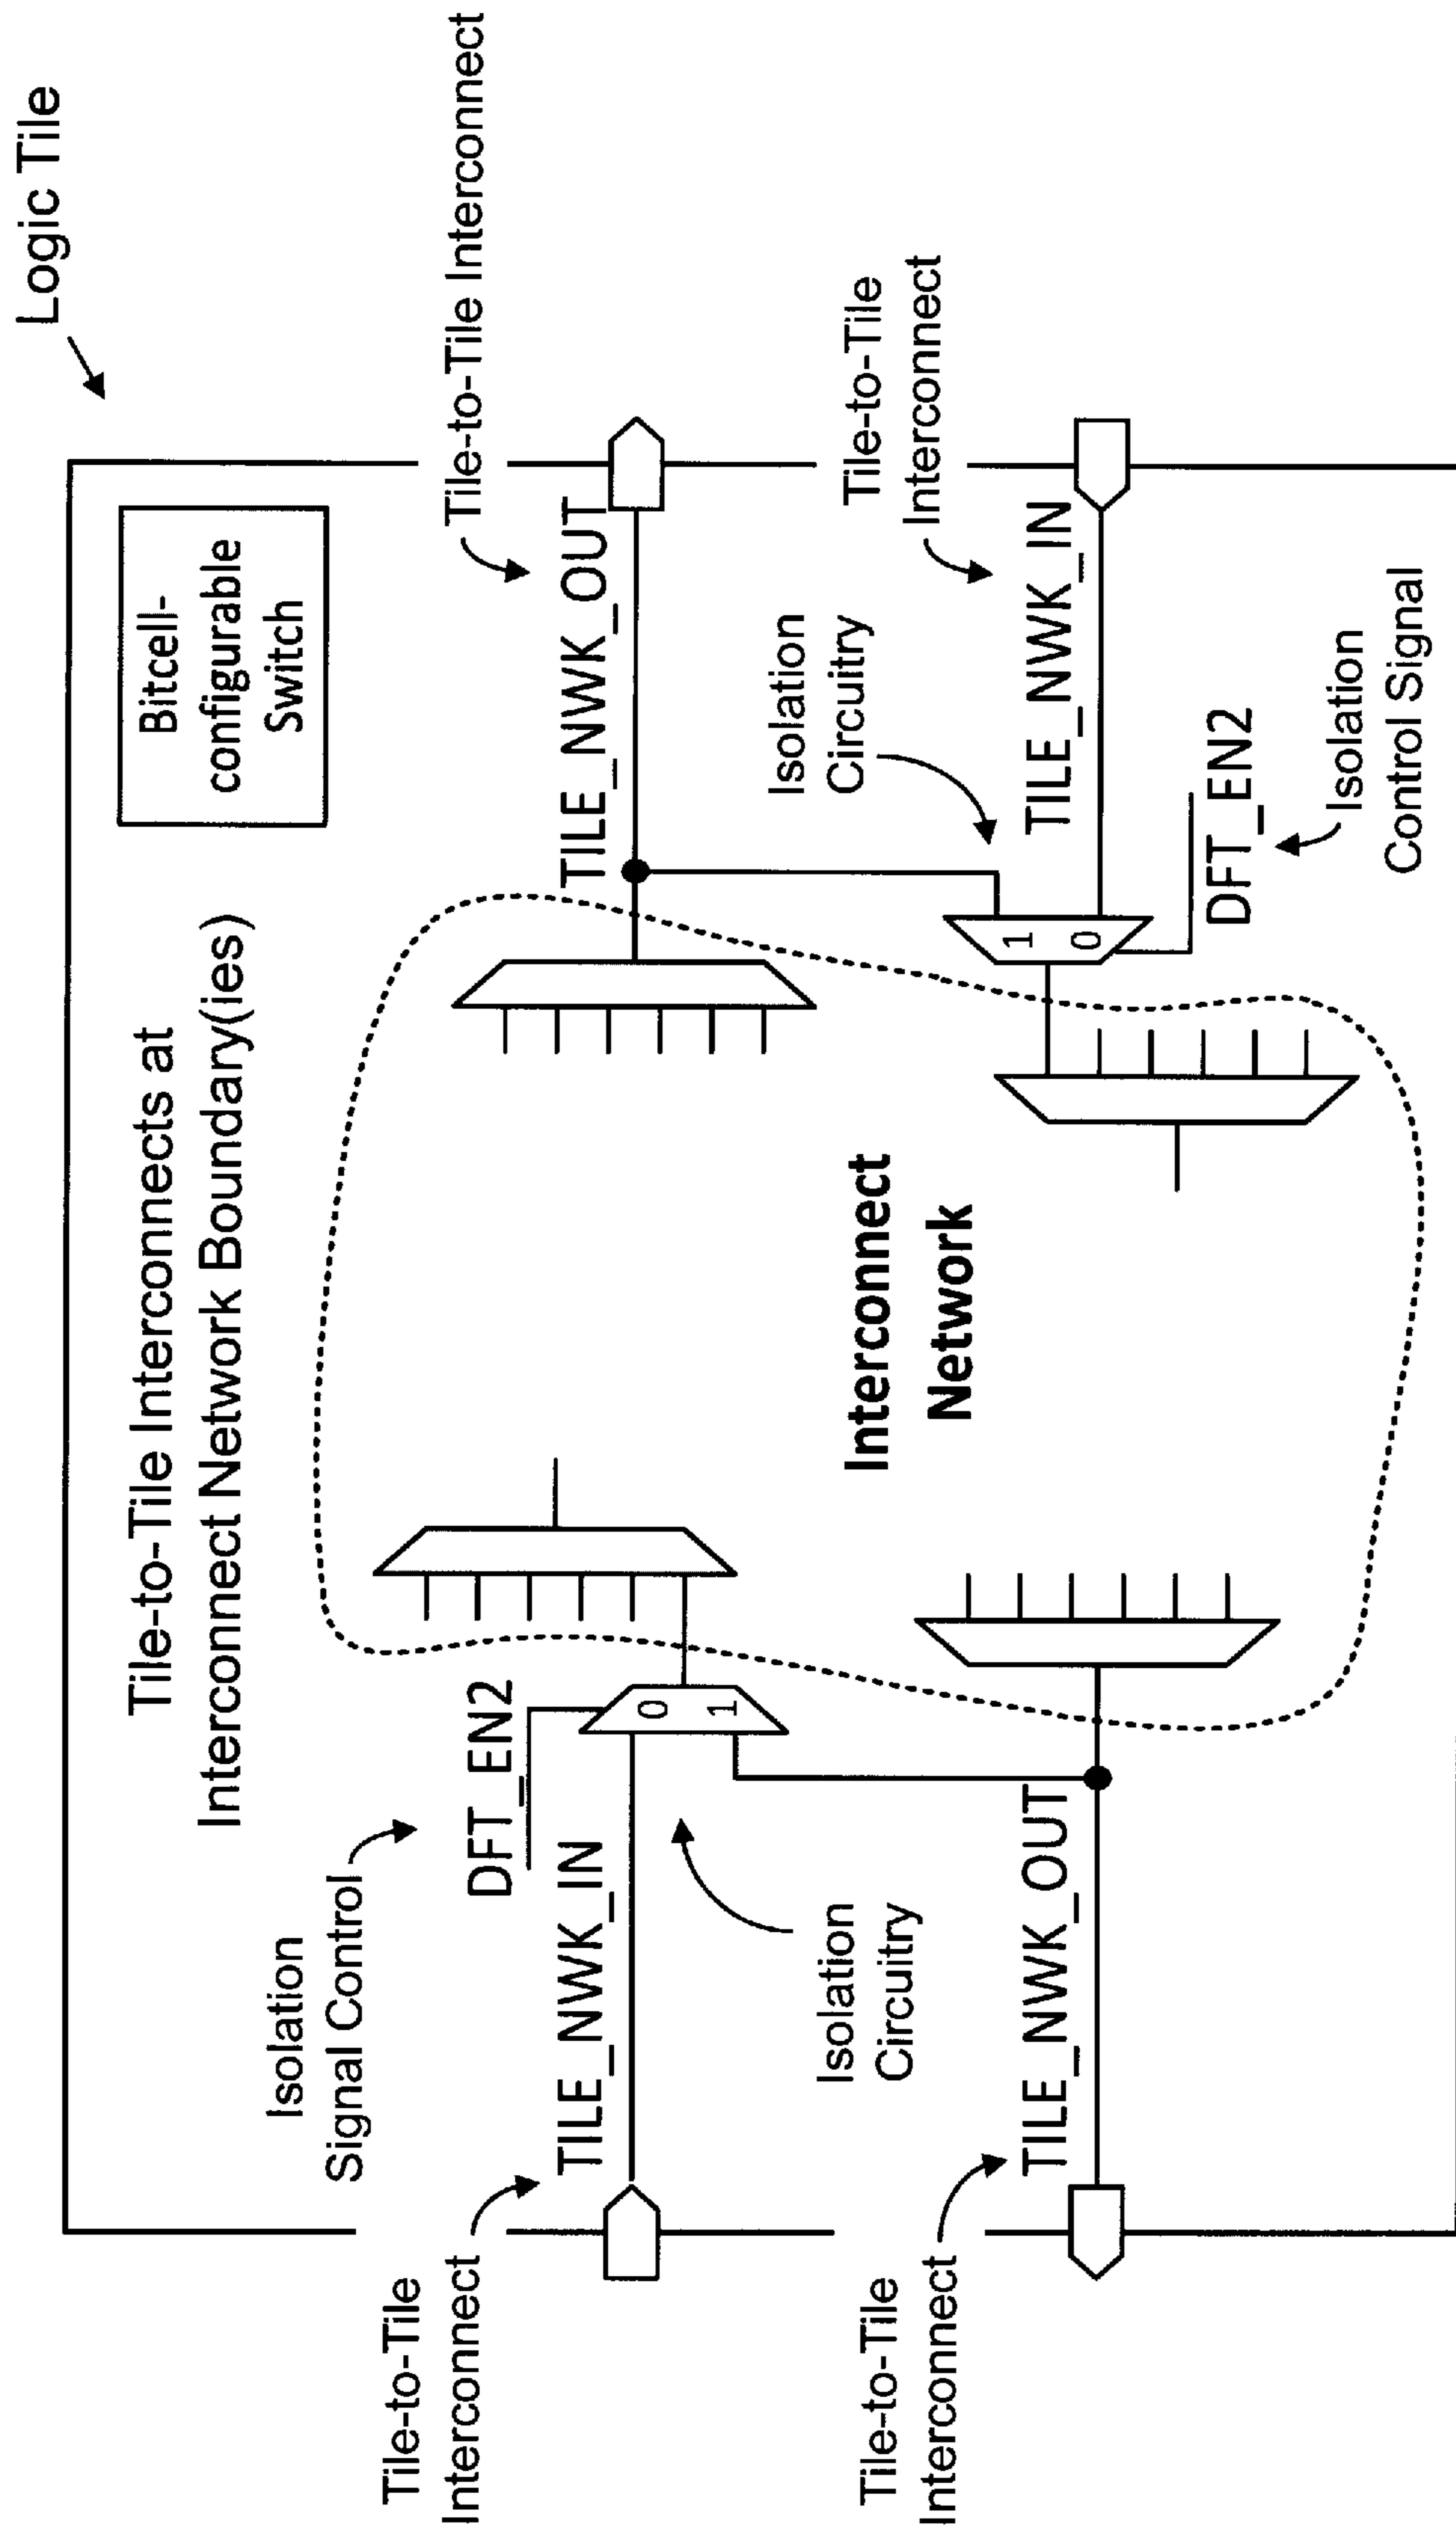 Logic Tile
Tile-to-Tile Interconnects at
Interconnect Network Boundary(ies)
Bitcell-
configurable
Switch
Isolation
Signal Control
DFT_EN2
Tile-to-Tile
Interconnect
TILE_NWK_IN
0
1
Isolation
Circuitry
Tile-to-Tile
Interconnect
TILE_NWK_OUT
Interconnect
Network
Tile-to-Tile Interconnect
TILE_NWK_OUT
Isolation
Circuitry
Tile-to-Tile
Interconnect
TILE_NWK_IN
1
0
DFT_EN2
Isolation
Control Signal